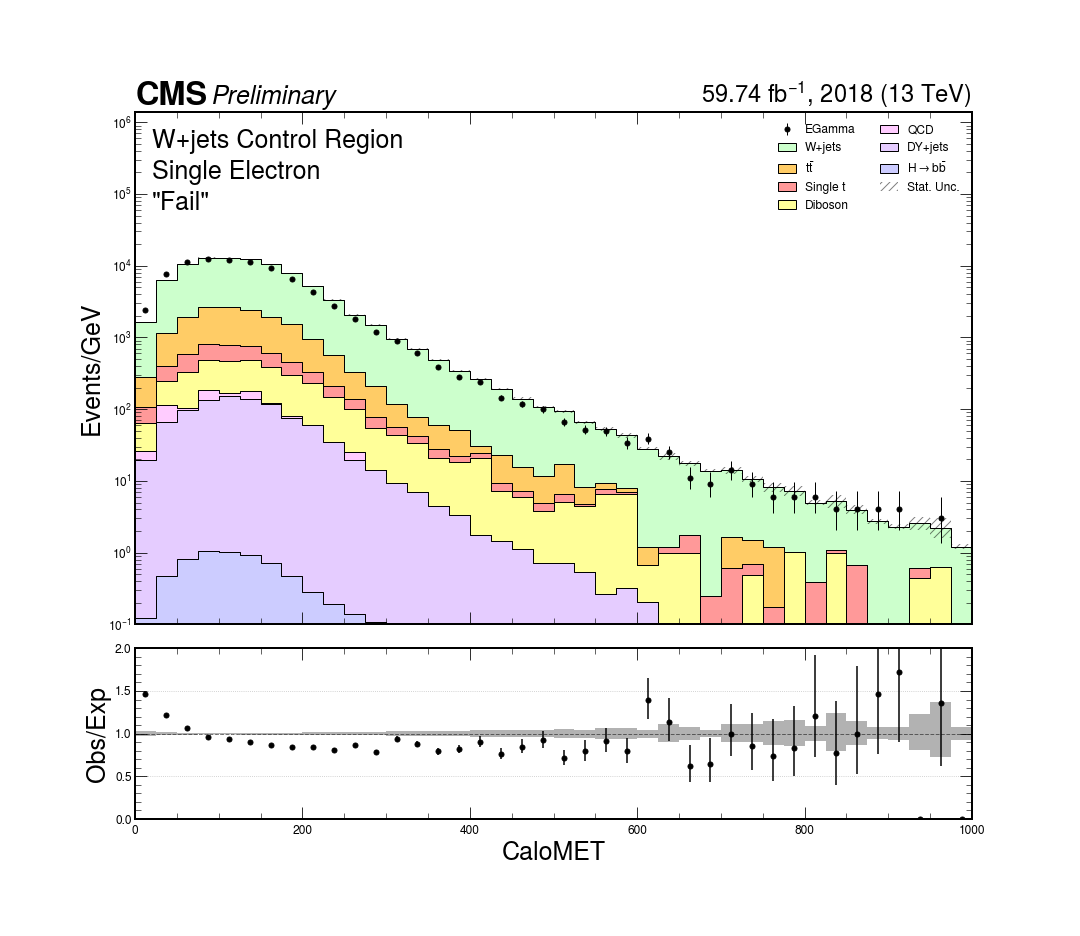 CMS Preliminary
59.74 fb⁻¹, 2018 (13 TeV)
W+jets Control Region
Single Electron
"Fail"
EGamma
W+jets
tt̄
Single t
Diboson
QCD
DY+jets
H→bb̄
Stat. Unc.
Events/GeV
10⁶
10⁵
10⁴
10³
10²
10¹
10⁰
10⁻¹
Obs/Exp
2.0
1.5
1.0
0.5
0.0
0 200 400 600 800 1000
CaloMET